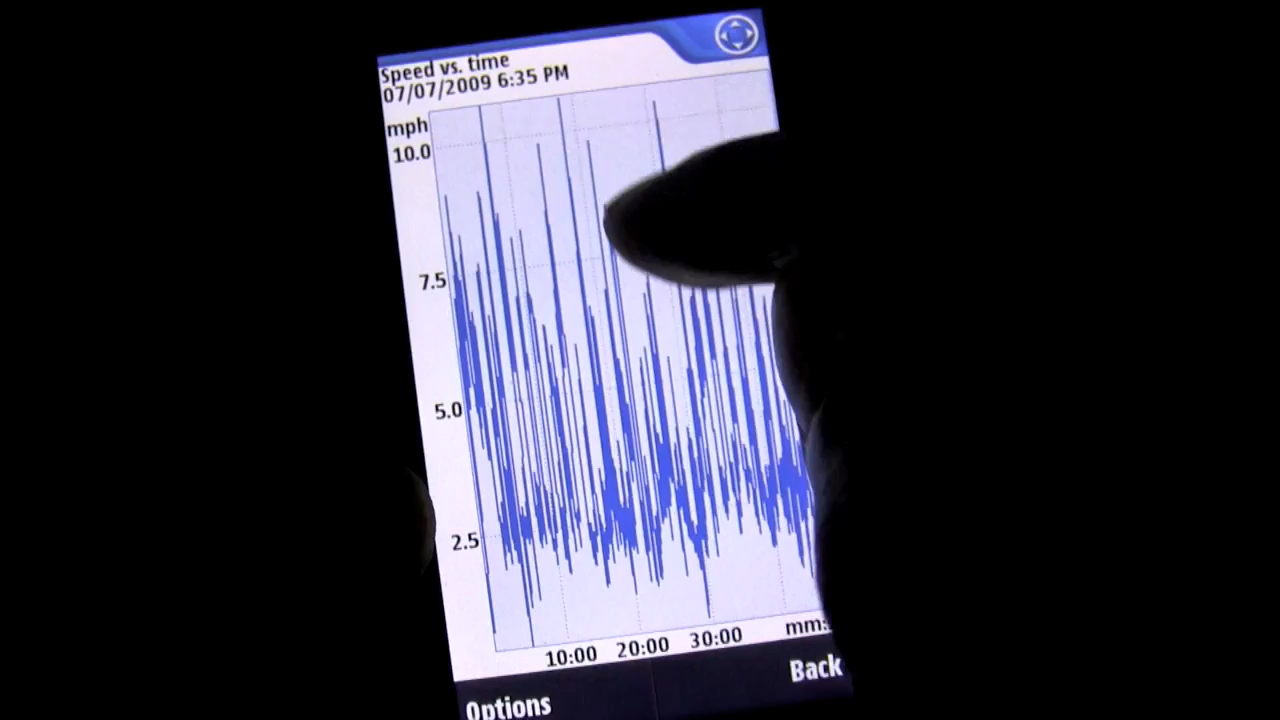 Speed vs. time
07/07/2009 6:35 PM
mph
10.0
7.5
5.0
2.5
10:00 20:00 30:00 mm:
Options Back